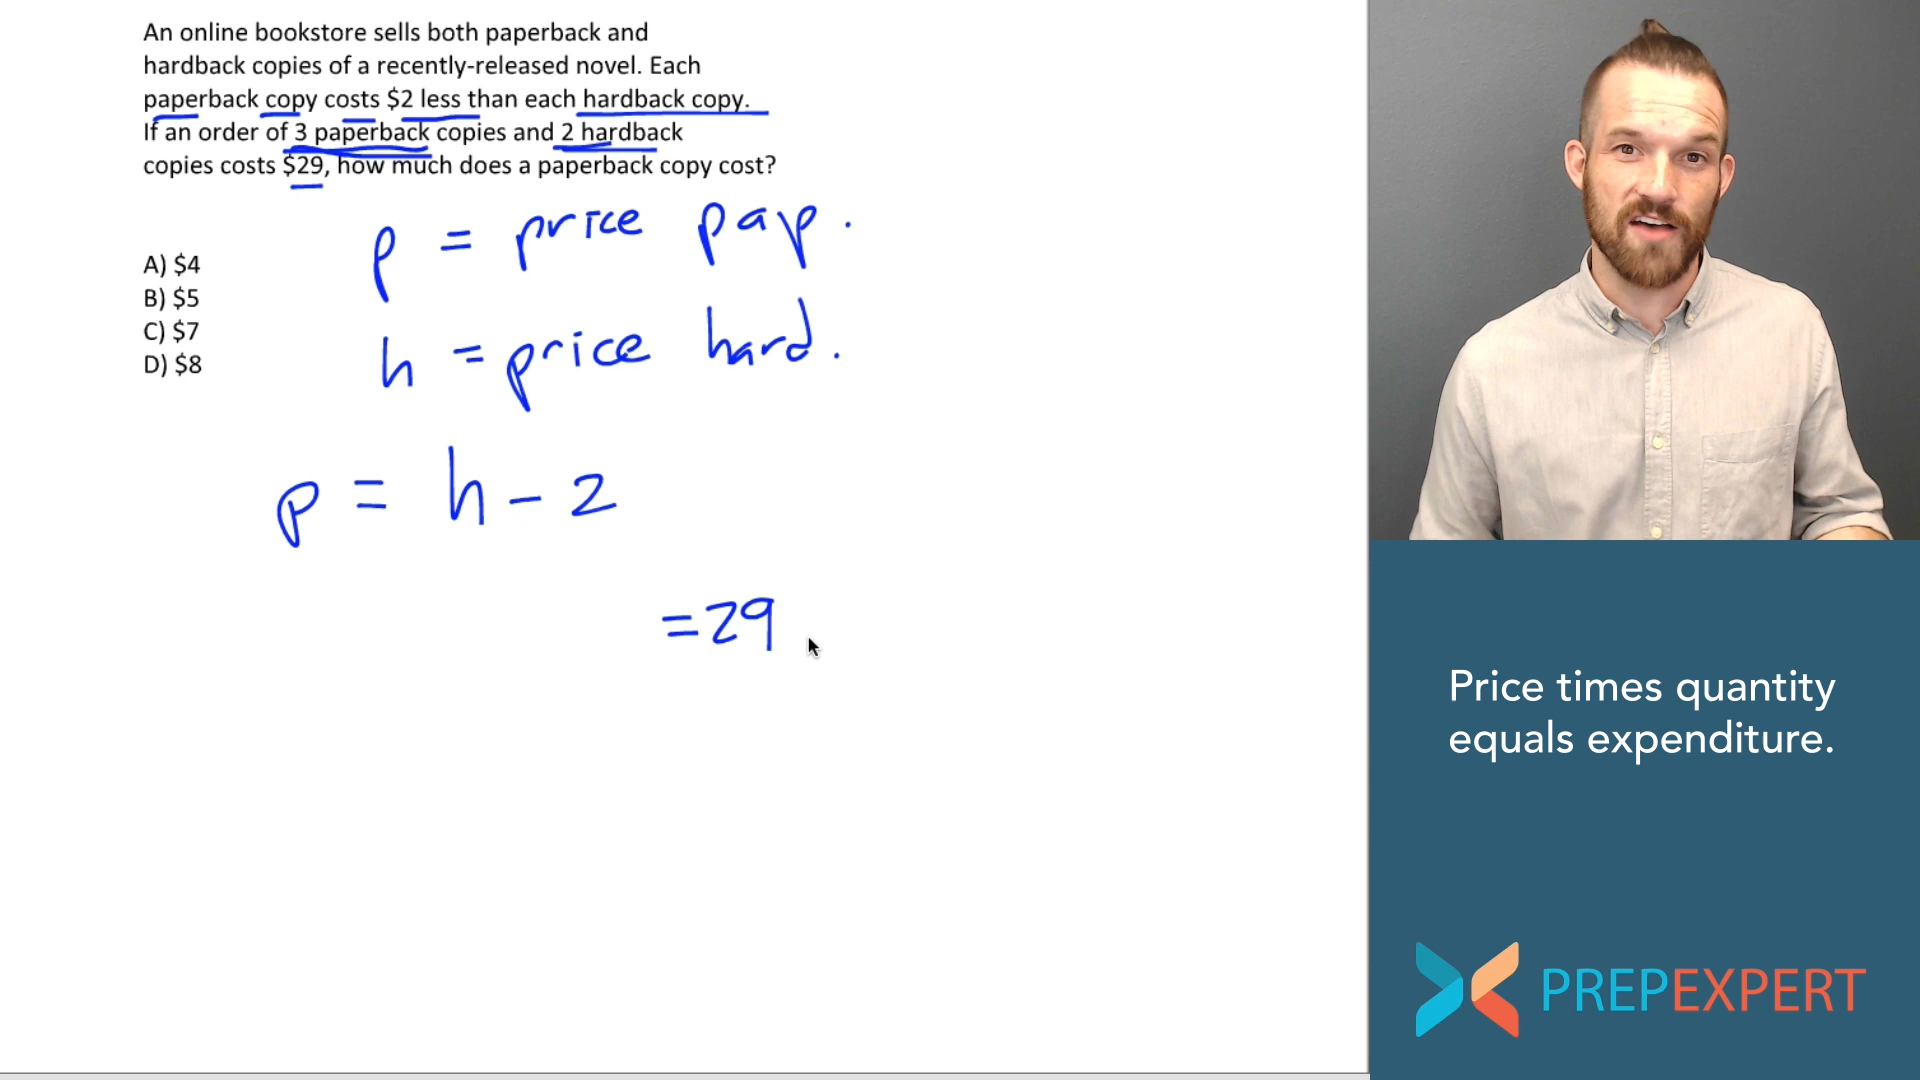 An online bookstore sells both paperback and
hardback copies of a recently-released novel. Each
paperback copy costs $2 less than each hardback copy.
If an order of 3 paperback copies and 2 hardback
copies costs $29, how much does a paperback copy cost?
A) $4
B) $5
C) $7
D) $8
p = price pap.
h = price hard.
p = h - 2
= 29
Price times quantity
equals expenditure.
PREPEXPERT